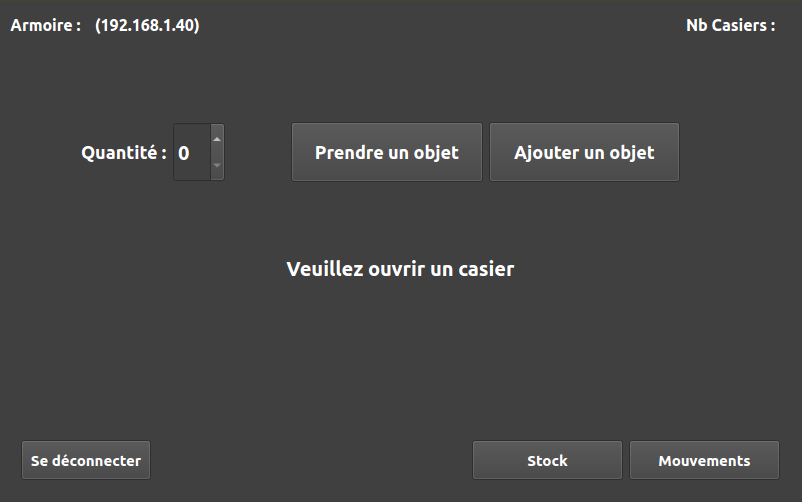 Armoire : (192.168.1.40)
Nb Casiers :
Quantité : 0
Prendre un objet
Ajouter un objet
Veuillez ouvrir un casier
Se déconnecter
Stock
Mouvements